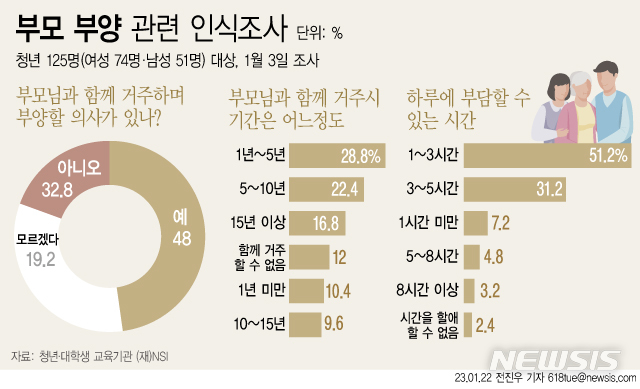 부모 부양 관련 인식조사 단위: %
청년 125명(여성 74명·남성 51명) 대상, 1월 3일 조사
부모님과 함께 거주하며
부양할 의사가 있나?
아니오
32.8
예
48
모르겠다
19.2
부모님과 함께 거주시
기간은 어느정도
1년~5년 28.8%
5~10년 22.4
15년 이상 16.8
함께 거주
할 수 없음 12
1년 미만 10.4
10~15년 9.6
하루에 부담할 수
있는 시간
1~3시간 51.2%
3~5시간 31.2
1시간 미만 7.2
5~8시간 4.8
8시간 이상 3.2
시간을 할애
할 수 없음 2.4
자료: 청년·대학생 교육기관 (재)NSI
NEWSIS
23.01.22 전진우 기자 618tue@newsis.com